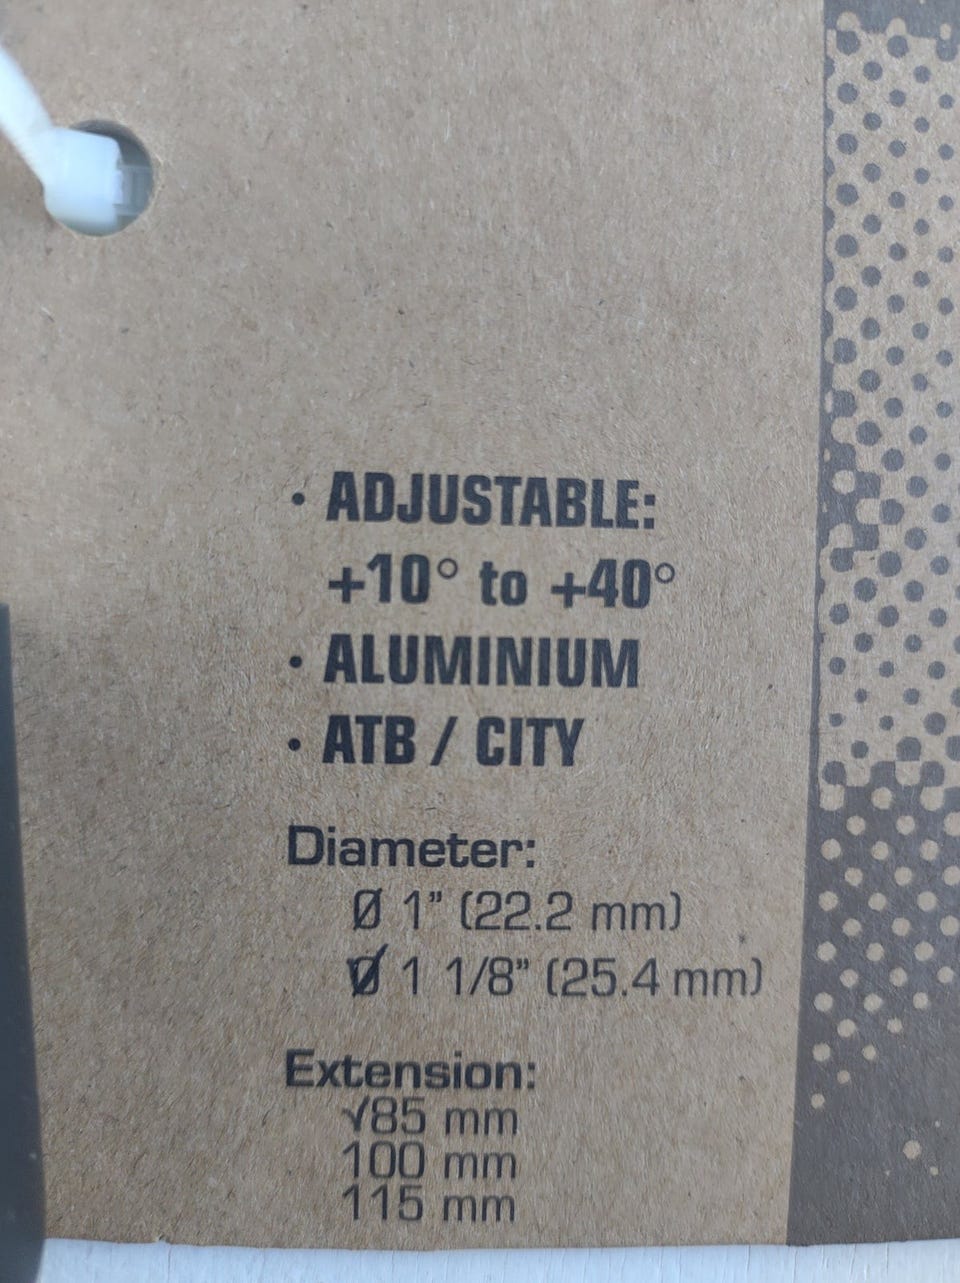 · ADJUSTABLE:
+10° to +40°
· ALUMINIUM
· ATB / CITY
Diameter:
Ø 1” (22.2 mm)
✓Ø 1 1/8” (25.4 mm)
Extension:
✓85 mm
100 mm
115 mm